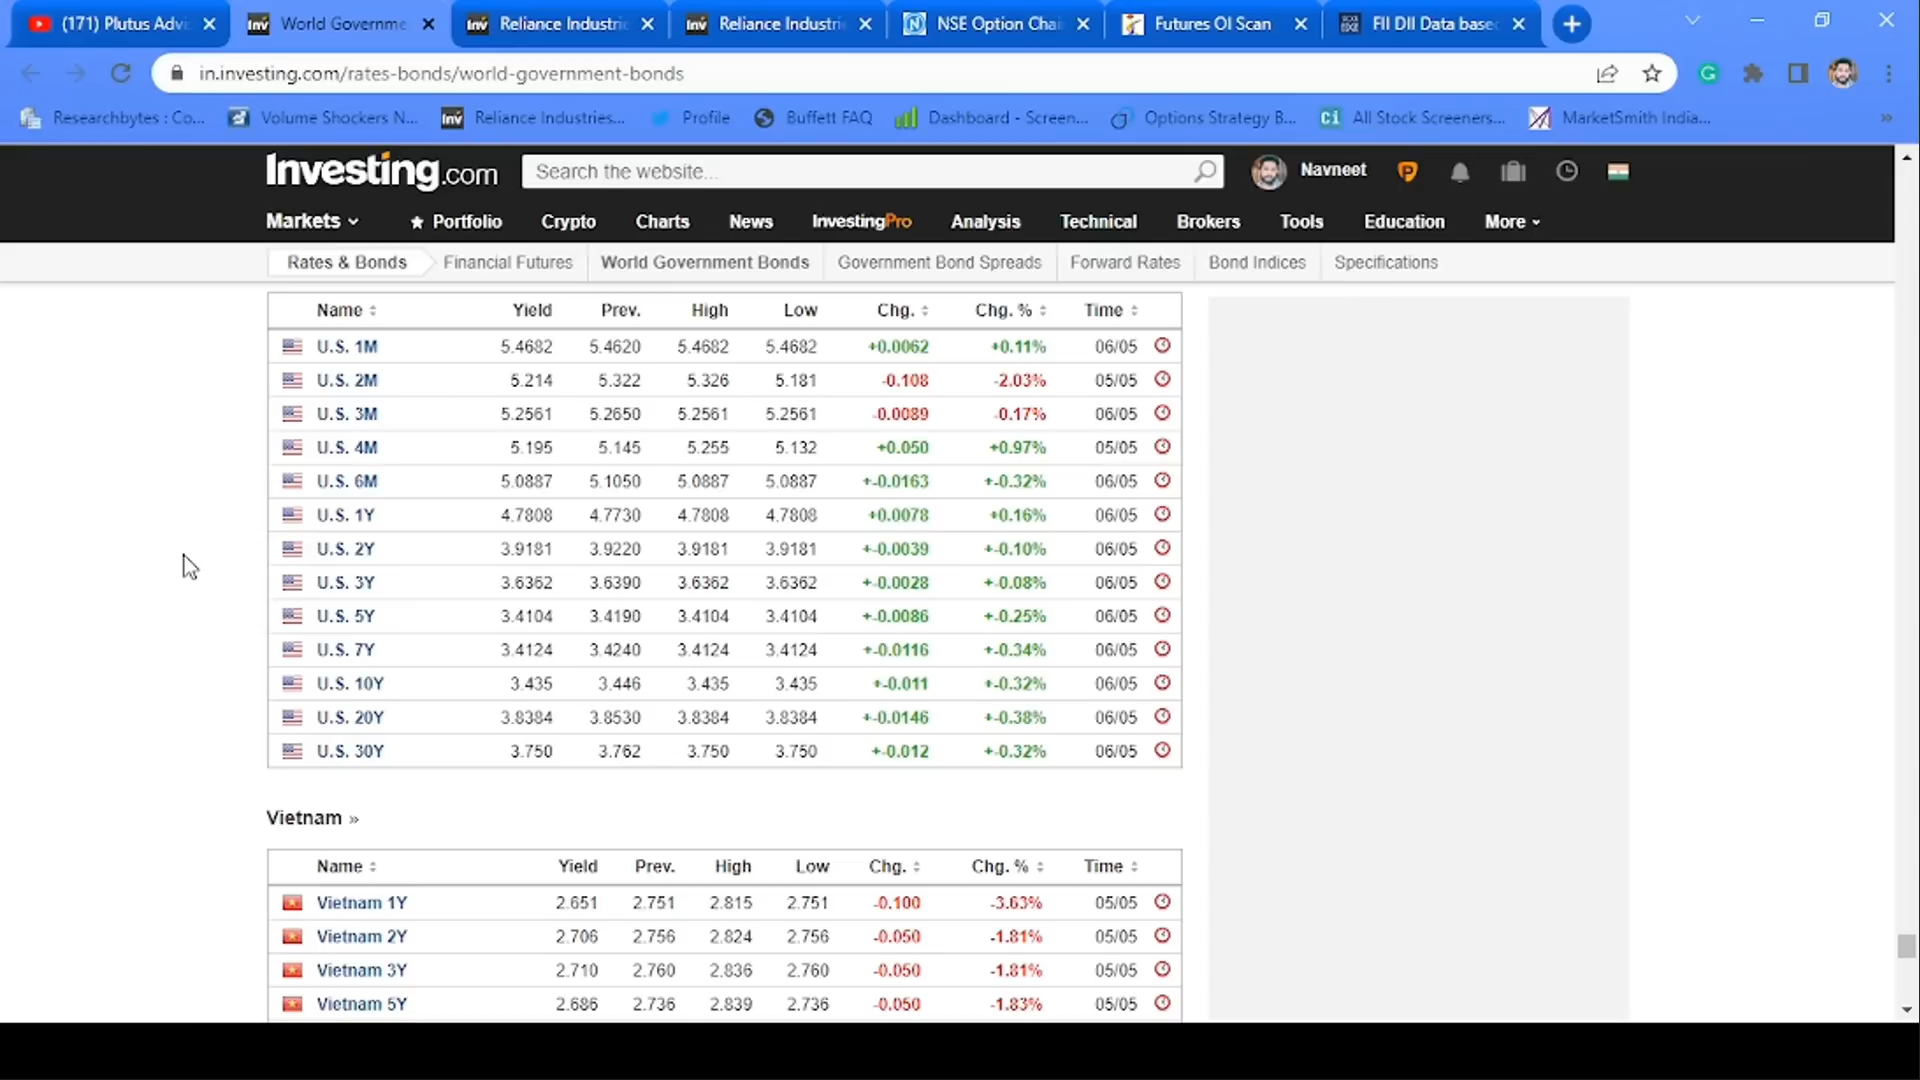 (171) Plutus Advi World Governme Reliance Industri Reliance Industri NSE Option Chai Futures OI Scan FII DII Data base
in.investing.com/rates-bonds/world-government-bonds
Researchbytes : Co... Volume Shockers N... Reliance Industries... Profile Buffett FAQ Dashboard - Screen... Options Strategy B... All Stock Screeners... MarketSmith India...
Investing.com Search the website... Navneet
Markets Portfolio Crypto Charts News InvestingPro Analysis Technical Brokers Tools Education More
Rates & Bonds Financial Futures World Government Bonds Government Bond Spreads Forward Rates Bond Indices Specifications
Name Yield Prev. High Low Chg. Chg. % Time
U.S. 1M 5.4682 5.4620 5.4682 5.4682 +0.0062 +0.11% 06/05
U.S. 2M 5.214 5.322 5.326 5.181 -0.108 -2.03% 05/05
U.S. 3M 5.2561 5.2650 5.2561 5.2561 -0.0089 -0.17% 06/05
U.S. 4M 5.195 5.145 5.255 5.132 +0.050 +0.97% 05/05
U.S. 6M 5.0887 5.1050 5.0887 5.0887 +-0.0163 +-0.32% 06/05
U.S. 1Y 4.7808 4.7730 4.7808 4.7808 +0.0078 +0.16% 06/05
U.S. 2Y 3.9181 3.9220 3.9181 3.9181 +-0.0039 +-0.10% 06/05
U.S. 3Y 3.6362 3.6390 3.6362 3.6362 +-0.0028 +-0.08% 06/05
U.S. 5Y 3.4104 3.4190 3.4104 3.4104 +-0.0086 +-0.25% 06/05
U.S. 7Y 3.4124 3.4240 3.4124 3.4124 +-0.0116 +-0.34% 06/05
U.S. 10Y 3.435 3.446 3.435 3.435 +-0.011 +-0.32% 06/05
U.S. 20Y 3.8384 3.8530 3.8384 3.8384 +-0.0146 +-0.38% 06/05
U.S. 30Y 3.750 3.762 3.750 3.750 +-0.012 +-0.32% 06/05
Vietnam »
Name Yield Prev. High Low Chg. Chg. % Time
Vietnam 1Y 2.651 2.751 2.815 2.751 -0.100 -3.63% 05/05
Vietnam 2Y 2.706 2.756 2.824 2.756 -0.050 -1.81% 05/05
Vietnam 3Y 2.710 2.760 2.836 2.760 -0.050 -1.81% 05/05
Vietnam 5Y 2.686 2.736 2.839 2.736 -0.050 -1.83% 05/05